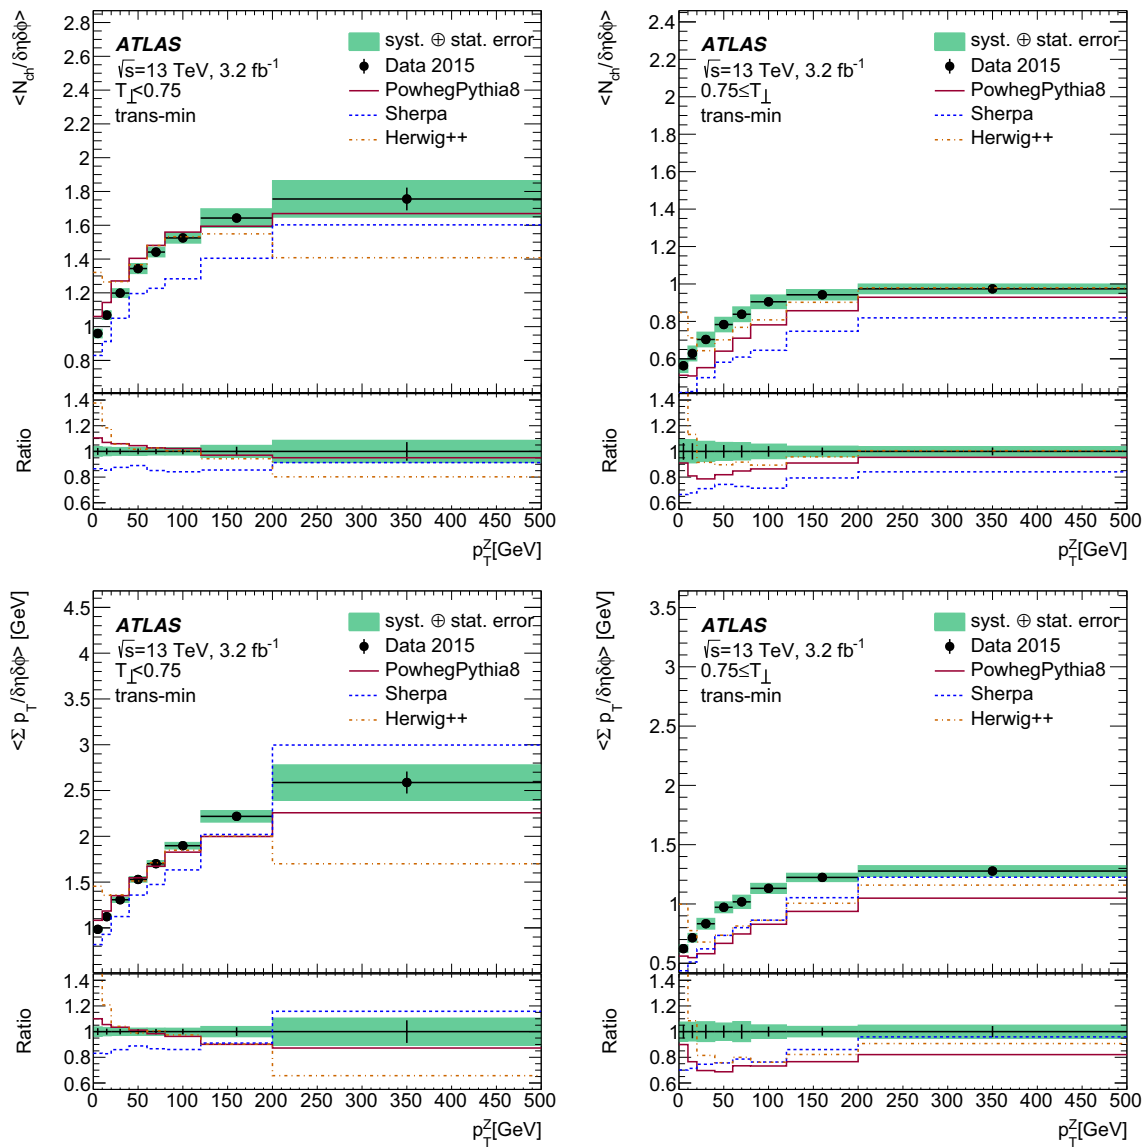 <N_ch/δηδϕ>
2.8
2.6
2.4
2.2
2
1.8
1.6
1.4
1.2
1
0.8
ATLAS
√s=13 TeV, 3.2 fb⁻¹
T⊥<0.75
trans-min
syst. ⊕ stat. error
Data 2015
PowhegPythia8
Sherpa
Herwig++
Ratio
1.4
1.2
1
0.8
0.6
0 50 100 150 200 250 300 350 400 450 500
p_T^Z[GeV]
<N_ch/δηδϕ>
2.4
2.2
2
1.8
1.6
1.4
1.2
1
0.8
0.6
ATLAS
√s=13 TeV, 3.2 fb⁻¹
0.75≤T⊥
trans-min
syst. ⊕ stat. error
Data 2015
PowhegPythia8
Sherpa
Herwig++
Ratio
1.4
1.2
1
0.8
0.6
0 50 100 150 200 250 300 350 400 450 500
p_T^Z[GeV]
<Σ p_T/δηδϕ> [GeV]
4.5
4
3.5
3
2.5
2
1.5
1
ATLAS
√s=13 TeV, 3.2 fb⁻¹
T⊥<0.75
trans-min
syst. ⊕ stat. error
Data 2015
PowhegPythia8
Sherpa
Herwig++
Ratio
1.4
1.2
1
0.8
0.6
0 50 100 150 200 250 300 350 400 450 500
p_T^Z[GeV]
<Σ p_T/δηδϕ> [GeV]
3.5
3
2.5
2
1.5
1
0.5
ATLAS
√s=13 TeV, 3.2 fb⁻¹
0.75≤T⊥
trans-min
syst. ⊕ stat. error
Data 2015
PowhegPythia8
Sherpa
Herwig++
Ratio
1.4
1.2
1
0.8
0.6
0 50 100 150 200 250 300 350 400 450 500
p_T^Z[GeV]